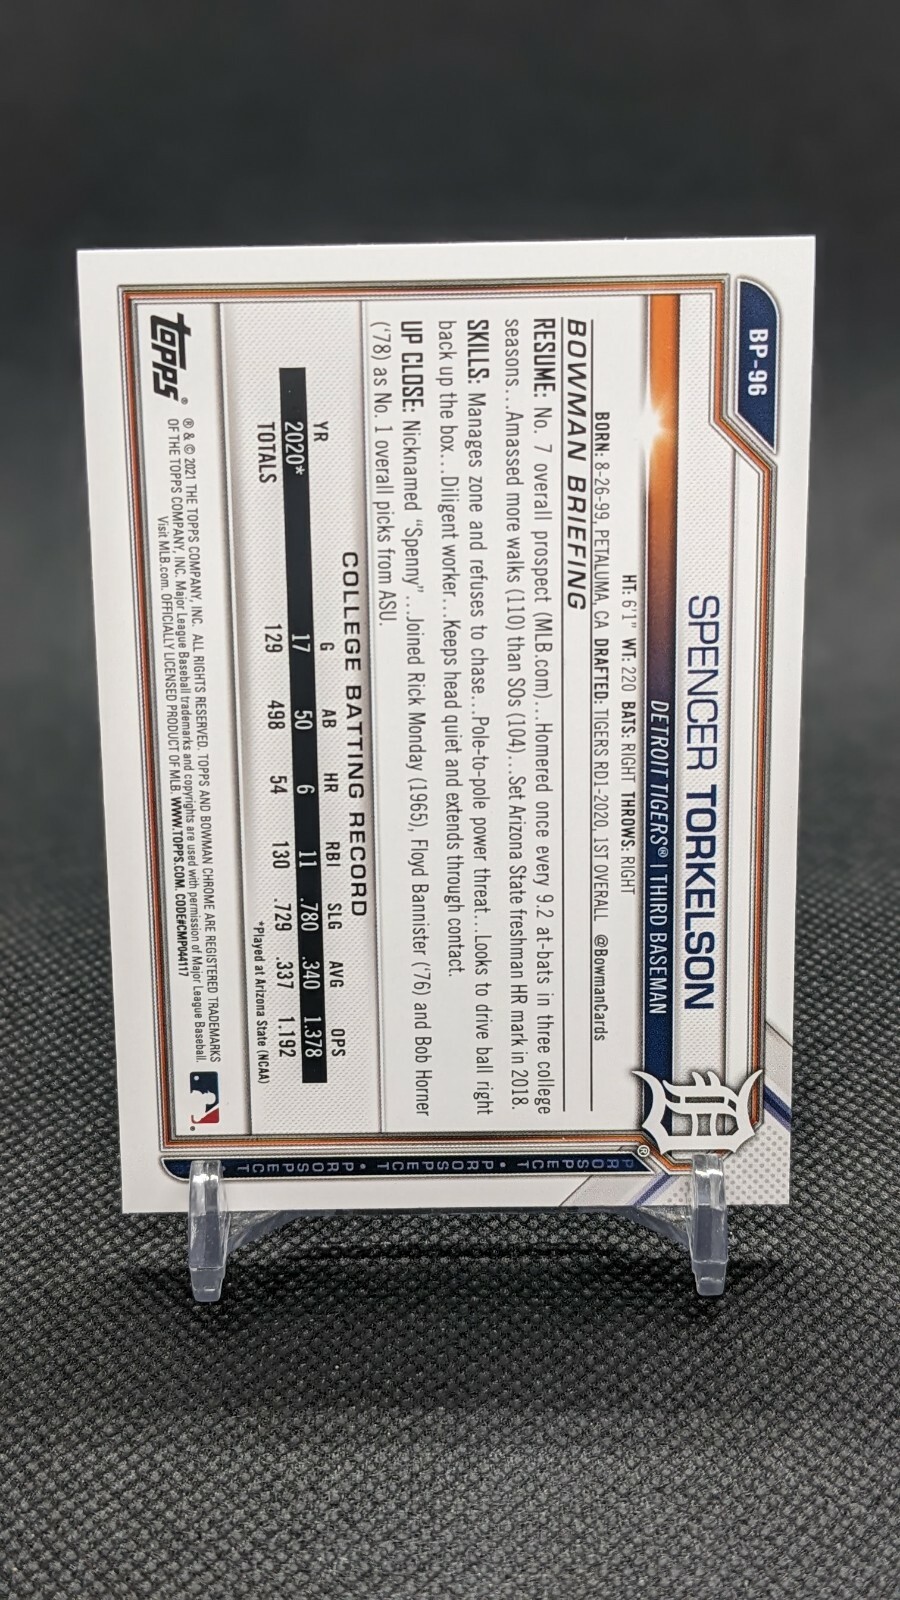 BP-96
SPENCER TORKELSON
DETROIT TIGERS® | THIRD BASEMAN
HT: 6'1" WT: 220 BATS: RIGHT THROWS: RIGHT
BORN: 8-26-99, PETALUMA, CA DRAFTED: TIGERS RD1-2020, 1ST OVERALL @BowmanCards
BOWMAN BRIEFING
RESUME: No. 7 overall prospect (MLB.com)...Homered once every 9.2 at-bats in three college
seasons...Amassed more walks (110) than SOs (104)...Set Arizona State freshman HR mark in 2018.
SKILLS: Manages zone and refuses to chase...Pole-to-pole power threat...Looks to drive ball right
back up the box...Diligent worker...Keeps head quiet and extends through contact.
UP CLOSE: Nicknamed “Spenny”...Joined Rick Monday (1965), Floyd Bannister ('76) and Bob Horner
('78) as No. 1 overall picks from ASU.
COLLEGE BATTING RECORD
YR G AB HR RBI SLG AVG OPS
2020* 17 50 6 11 .780 .340 1.378
TOTALS 129 498 54 130 .729 .337 1.192
*Played at Arizona State (NCAA)
topps®
® & © 2021 THE TOPPS COMPANY, INC. ALL RIGHTS RESERVED. TOPPS AND BOWMAN CHROME ARE REGISTERED TRADEMARKS
OF THE TOPPS COMPANY, INC. Major League Baseball trademarks and copyrights are used with permission of Major League Baseball.
Visit MLB.com. OFFICIALLY LICENSED PRODUCT OF MLB. WWW.TOPPS.COM. CODE#CMP044117
PROSPECT • PROSPECT • PROSPECT